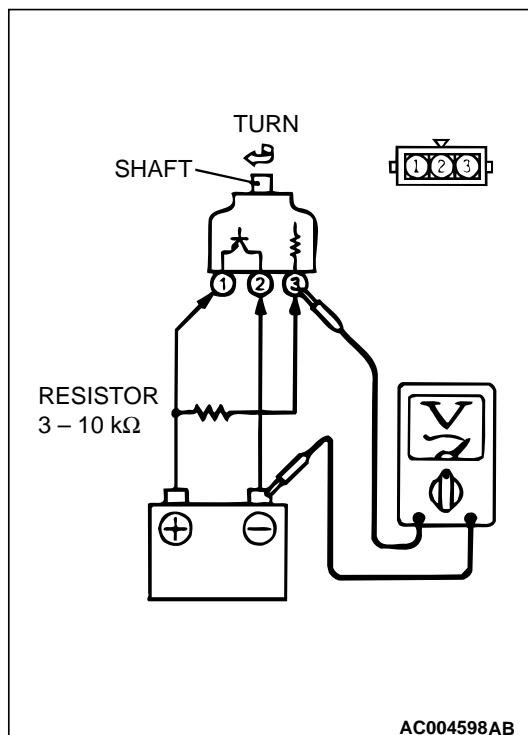 TURN
SHAFT
1 2 3
1 2 3
RESISTOR
3 – 10 kΩ
V
+ −
AC004598AB